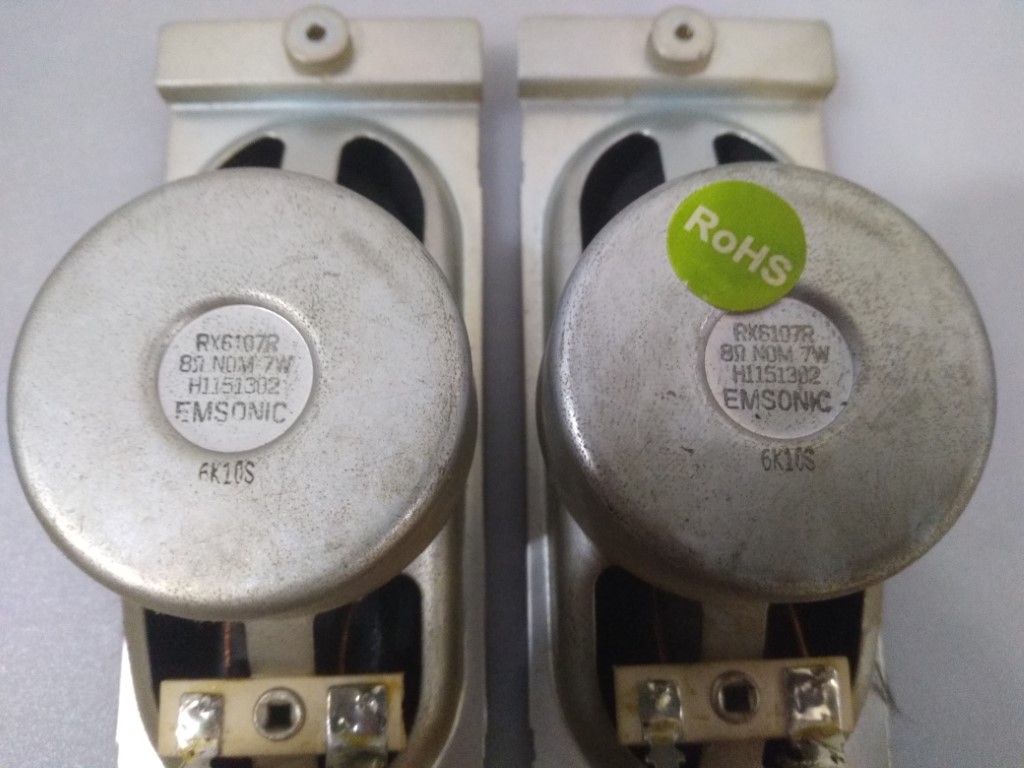 RX6107R
8Ω NOM 7W
H1151302
EMSONIC
6K10S
RoHS
RX6107R
8Ω NOM 7W
H1151302
EMSONIC
6K10S